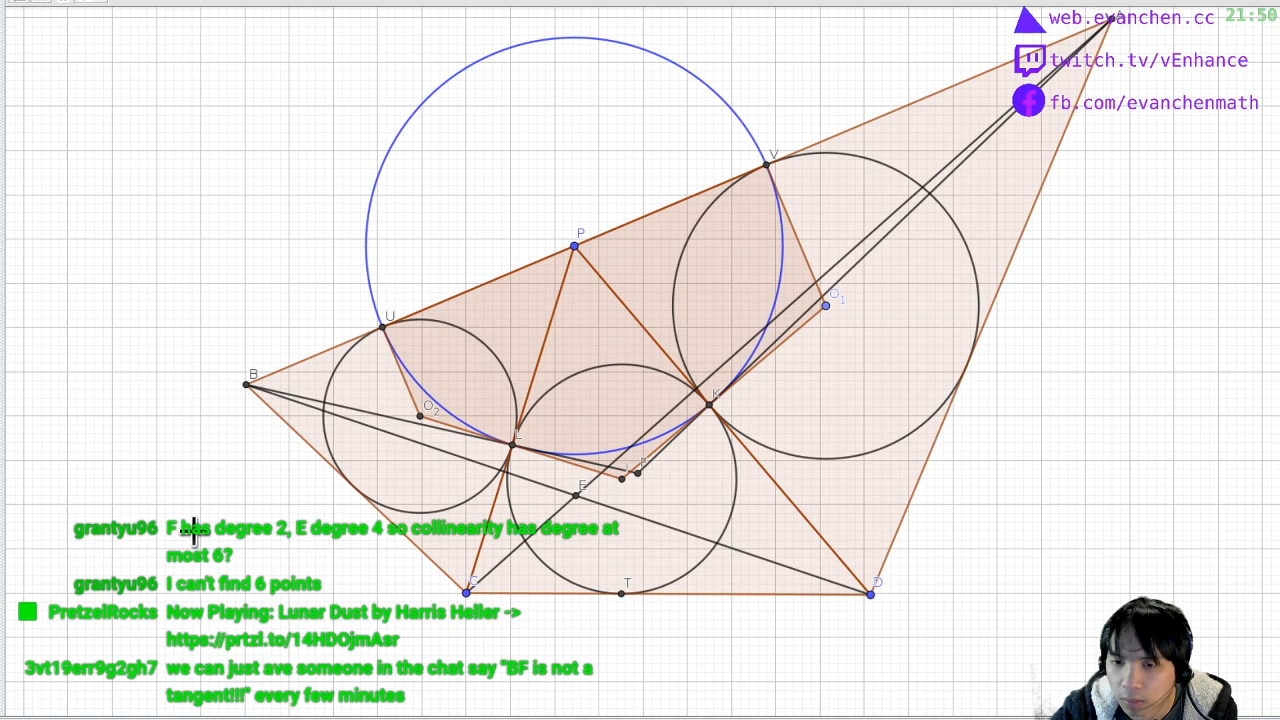 web.evanchen.cc 21:50
twitch.tv/vEnhance
fb.com/evanchenmath
V
P
O1
U
B
K
O2
L
E
grantyu96 F has degree 2, E degree 4 so collinearity has degree at
most 6?
grantyu96 I can't find 6 points
C
T
D
PretzelRocks Now Playing: Lunar Dust by Harris Heller ->
https://prtzl.to/14HDOjmAsr
3vt19err9g2gh7 we can just ave someone in the chat say "BF is not a
tangent!!!" every few minutes